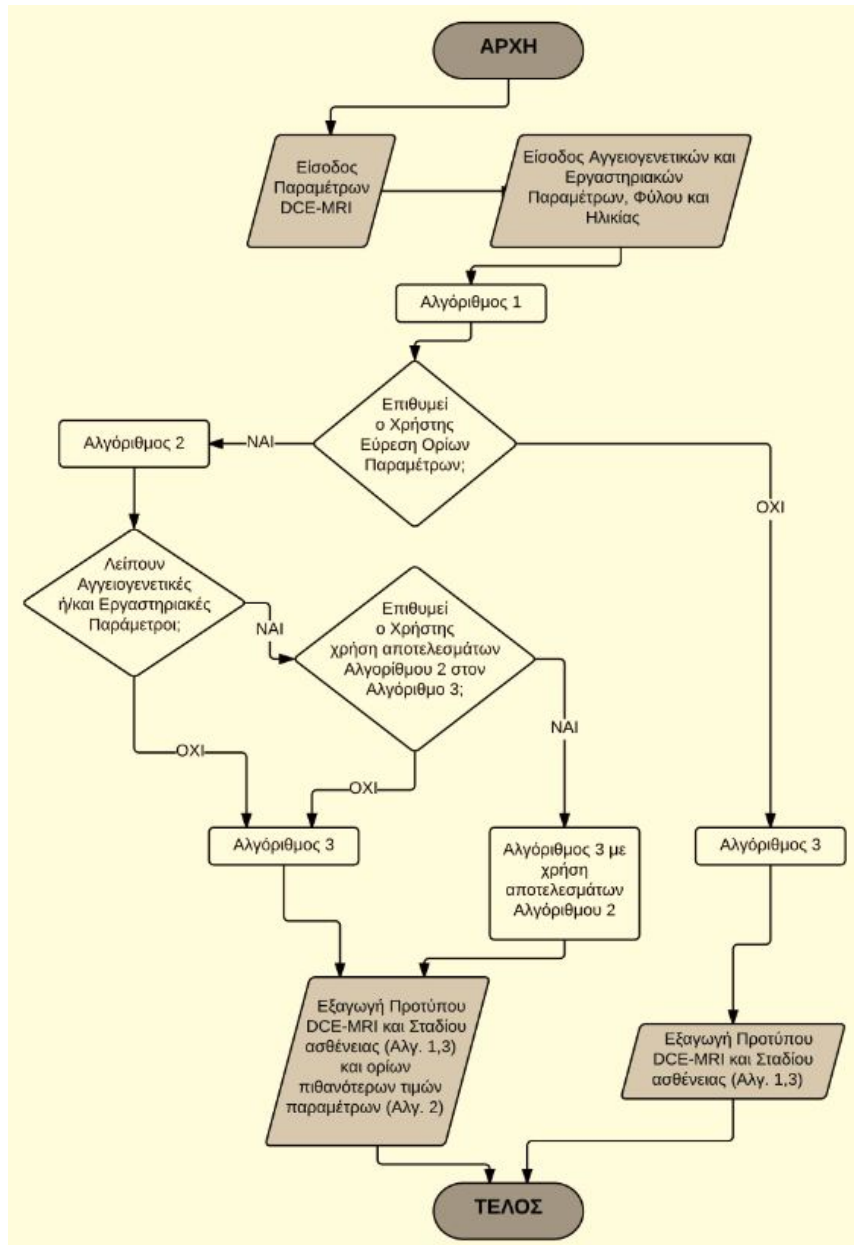 ΑΡΧΗ
Είσοδος
Παραμέτρων
DCE-MRI
Είσοδος Αγγειογενετικών και
Εργαστηριακών
Παραμέτρων, Φύλου και
Ηλικίας
Αλγόριθμος 1
Επιθυμεί
ο Χρήστης
Εύρεση Ορίων
Παραμέτρων;
ΝΑΙ
Αλγόριθμος 2
ΟΧΙ
Λείπουν
Αγγειογενετικές
ή/και Εργαστηριακές
Παράμετροι;
ΝΑΙ
Επιθυμεί
ο Χρήστης
χρήση αποτελεσμάτων
Αλγορίθμου 2 στον
Αλγόριθμο 3;
ΝΑΙ
ΟΧΙ
ΟΧΙ
Αλγόριθμος 3
Αλγόριθμος 3 με
χρήση
αποτελεσμάτων
Αλγόριθμου 2
Αλγόριθμος 3
Εξαγωγή Προτύπου
DCE-MRI και Σταδίου
ασθένειας (Αλγ. 1,3)
και ορίων
πιθανότερων τιμών
παραμέτρων (Αλγ. 2)
Εξαγωγή Προτύπου
DCE-MRI και Σταδίου
ασθένειας (Αλγ. 1,3)
ΤΕΛΟΣ